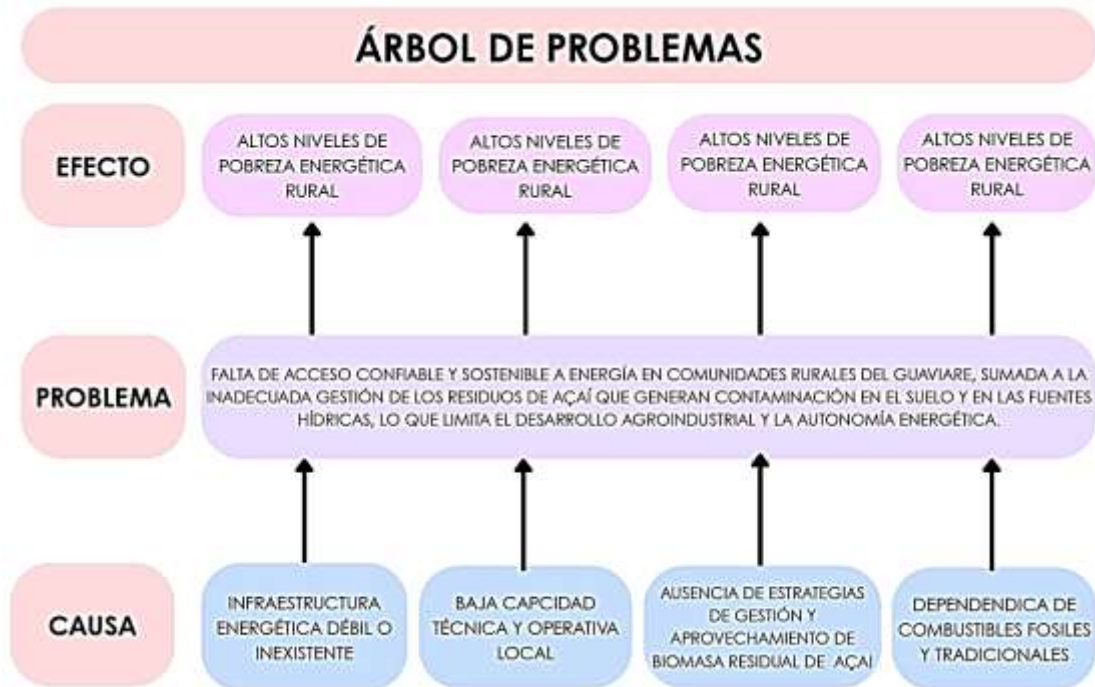 ÁRBOL DE PROBLEMAS
EFECTO
ALTOS NIVELES DE
POBREZA ENERGÉTICA
RURAL
ALTOS NIVELES DE
POBREZA ENERGÉTICA
RURAL
ALTOS NIVELES DE
POBREZA ENERGÉTICA
RURAL
ALTOS NIVELES DE
POBREZA ENERGÉTICA
RURAL
PROBLEMA
FALTA DE ACCESO CONFIABLE Y SOSTENIBLE A ENERGÍA EN COMUNIDADES RURALES DEL GUAVIARE, SUMADA A LA
INADECUADA GESTIÓN DE LOS RESIDUOS DE AÇAÍ QUE GENERAN CONTAMINACIÓN EN EL SUELO Y EN LAS FUENTES
HÍDRICAS, LO QUE LIMITA EL DESARROLLO AGROINDUSTRIAL Y LA AUTONOMÍA ENERGÉTICA.
CAUSA
INFRAESTRUCTURA
ENERGÉTICA DÉBIL O
INEXISTENTE
BAJA CAPCIDAD
TÉCNICA Y OPERATIVA
LOCAL
AUSENCIA DE ESTRATEGIAS
DE GESTIÓN Y
APROVECHAMIENTO DE
BIOMASA RESIDUAL DE AÇAI
DEPENDENDICA DE
COMBUSTIBLES FOSILES
Y TRADICIONALES